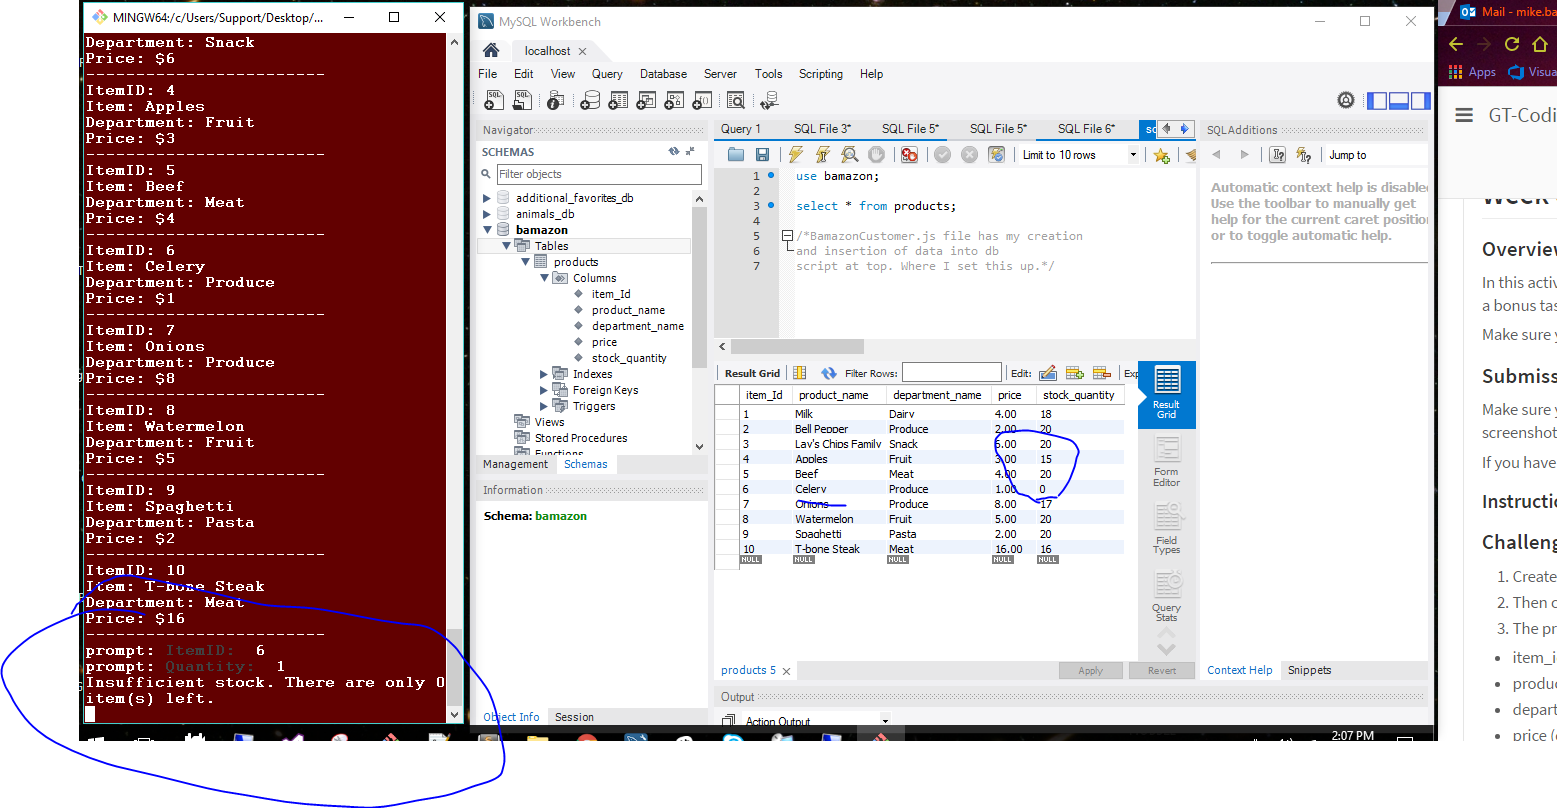 MINGW64:/c/Users/Support/Desktop/...
Department: Snack
Price: $6
-------------------------
ItemID: 4
Item: Apples
Department: Fruit
Price: $3
-------------------------
ItemID: 5
Item: Beef
Department: Meat
Price: $4
-------------------------
ItemID: 6
Item: Celery
Department: Produce
Price: $1
-------------------------
ItemID: 7
Item: Onions
Department: Produce
Price: $8
-------------------------
ItemID: 8
Item: Watermelon
Department: Fruit
Price: $5
-------------------------
ItemID: 9
Item: Spaghetti
Department: Pasta
Price: $2
-------------------------
ItemID: 10
Item: T-bone Steak
Department: Meat
Price: $16
-------------------------
prompt: ItemID: 6
prompt: Quantity: 1
Insufficient stock. There are only 0
item(s) left.
MySQL Workbench
localhost
File Edit View Query Database Server Tools Scripting Help
Navigator
SCHEMAS
Filter objects
additional_favorites_db
animals_db
bamazon
Tables
products
Columns
item_Id
product_name
department_name
price
stock_quantity
Indexes
Foreign Keys
Triggers
Views
Stored Procedures
Functions
Management Schemas
Information
Schema: bamazon
Object Info Session
Query 1 SQL File 3* SQL File 5* SQL File 5* SQL File 6*
Limit to 10 rows
1 use bamazon;
2
3 select * from products;
4
5 /*BamazonCustomer.js file has my creation
6 and insertion of data into db
7 script at top. Where I set this up.*/
Result Grid Filter Rows: Edit:
item_Id product_name department_name price stock_quantity
1 Milk Dairy 4.00 18
2 Bell Pepper Produce 2.00 20
3 Lay's Chips Family Snack 6.00 20
4 Apples Fruit 3.00 15
5 Beef Meat 4.00 20
6 Celery Produce 1.00 0
7 Onions Produce 8.00 17
8 Watermelon Fruit 5.00 20
9 Spaghetti Pasta 2.00 20
10 T-bone Steak Meat 16.00 16
NULL NULL NULL NULL NULL
Result
Grid
Form
Editor
Field
Types
Query
Stats
products 5
Apply Revert
Output
Action Output
SQLAdditions
Jump to
Automatic context help is disabled
Use the toolbar to manually get
help for the current caret position
or to toggle automatic help.
Context Help Snippets
2:07 PM
Mail - mike.ba
Apps Visua
GT-Codi
Week
Overview
In this activ
a bonus tas
Make sure y
Submiss
Make sure y
screenshot
If you have
Instructio
Challeng
1. Create
2. Then c
3. The pr
item_i
produc
depart
price (c